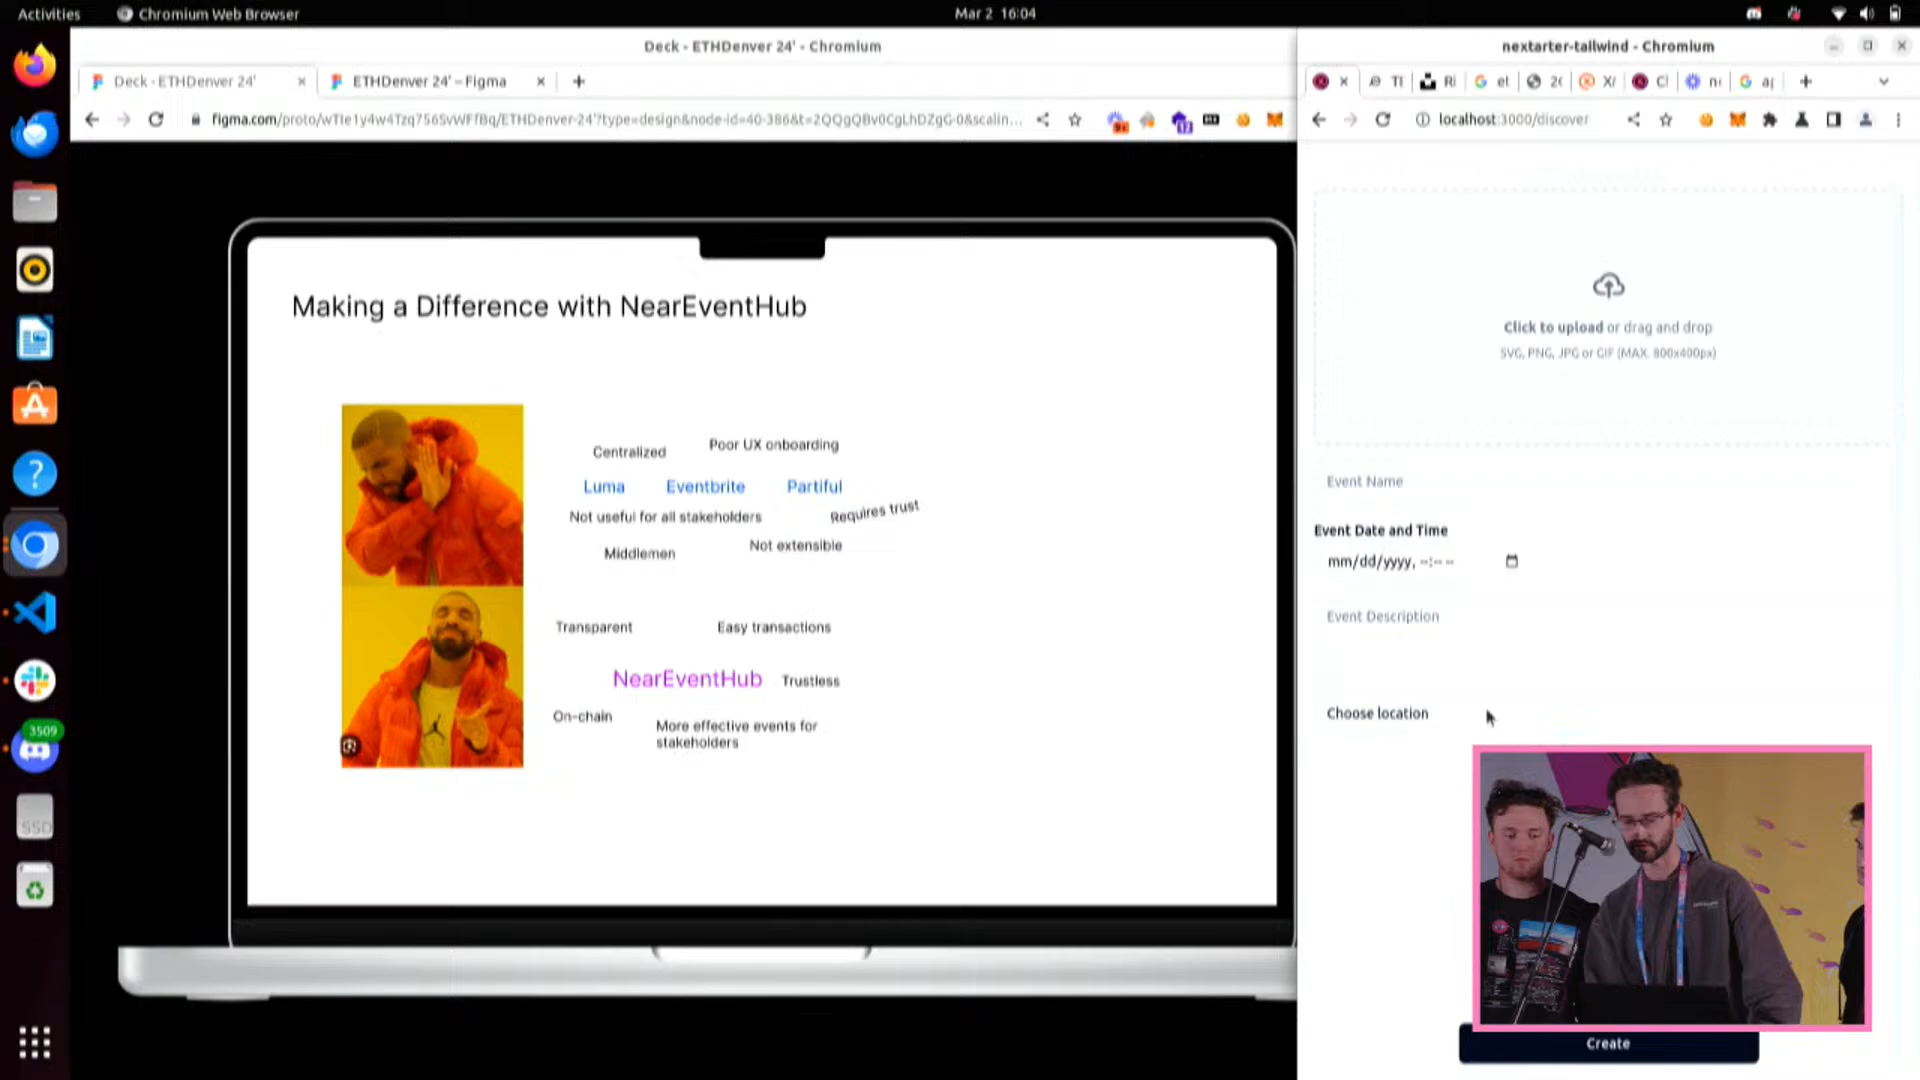 Activities
Chromium Web Browser
Mar 2 16:04
Deck - ETHDenver 24' - Chromium
Deck - ETHDenver 24'
ETHDenver 24' – Figma
nextarter-tailwind - Chromium
localhost:3000/discover
Making a Difference with NearEventHub
Centralized
Poor UX onboarding
Luma
Eventbrite
Partiful
Not useful for all stakeholders
Requires trust
Middlemen
Not extensible
Transparent
Easy transactions
NearEventHub
Trustless
On-chain
More effective events for
stakeholders
Click to upload or drag and drop
SVG, PNG, JPG or GIF (MAX. 800x400px)
Event Name
Event Date and Time
mm/dd/yyyy, --:-- --
Event Description
Choose location
Create
3509
SSD